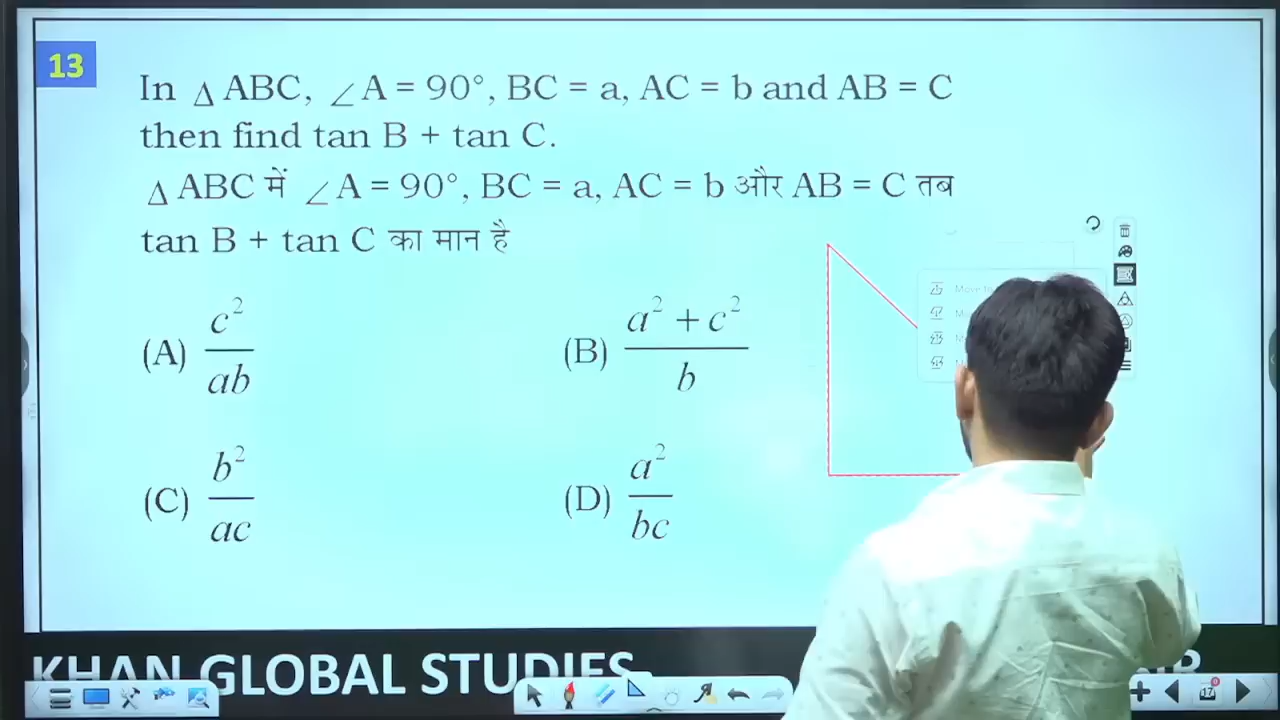 13
In △ ABC, ∠A = 90°, BC = a, AC = b and AB = C
then find tan B + tan C.
△ ABC में ∠A = 90°, BC = a, AC = b और AB = C तब
tan B + tan C का मान है
(A) c²/ab
(B) a² + c²/b
(C) b²/ac
(D) a²/bc
KHAN GLOBAL STUDIES
17